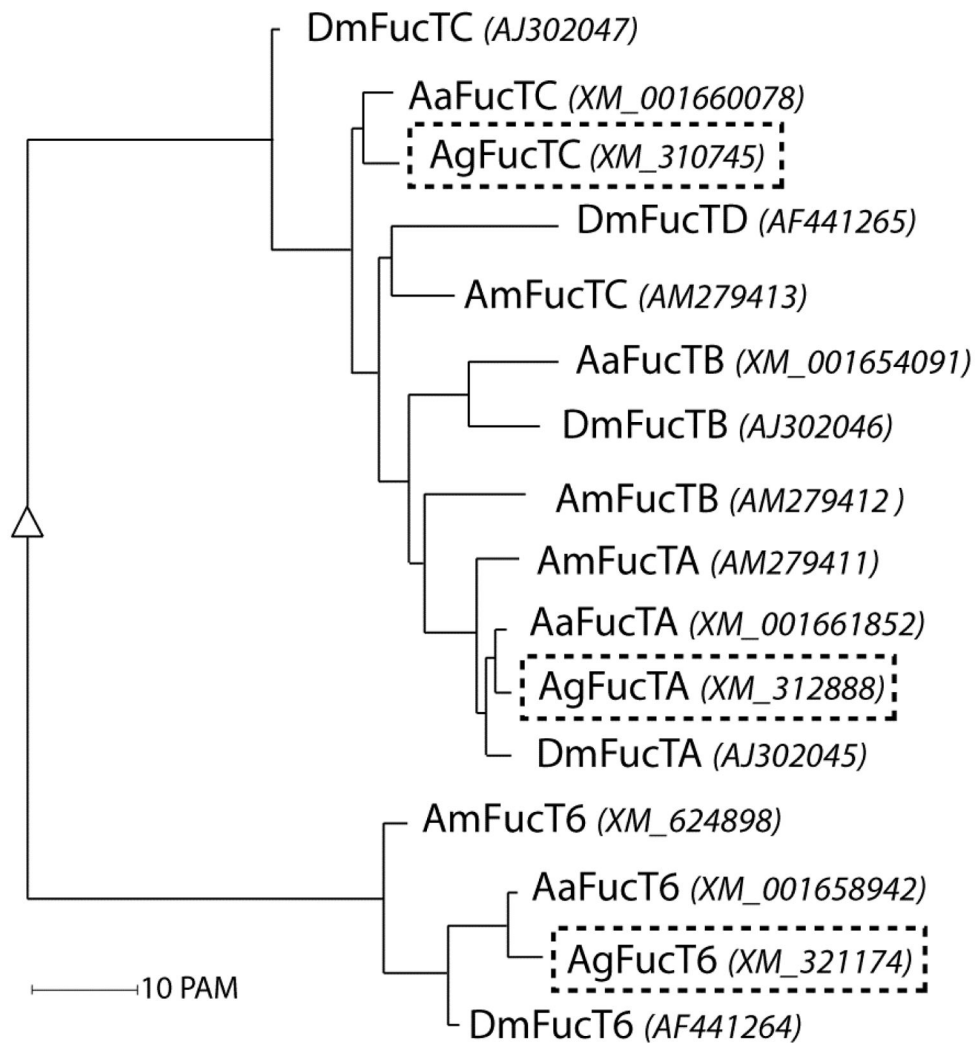 DmFucTC (AJ302047)
AaFucTC (XM_001660078)
AgFucTC (XM_310745)
DmFucTD (AF441265)
AmFucTC (AM279413)
AaFucTB (XM_001654091)
DmFucTB (AJ302046)
AmFucTB (AM279412 )
AmFucTA (AM279411)
AaFucTA (XM_001661852)
AgFucTA (XM_312888)
DmFucTA (AJ302045)
AmFucT6 (XM_624898)
AaFucT6 (XM_001658942)
AgFucT6 (XM_321174)
10 PAM
DmFucT6 (AF441264)